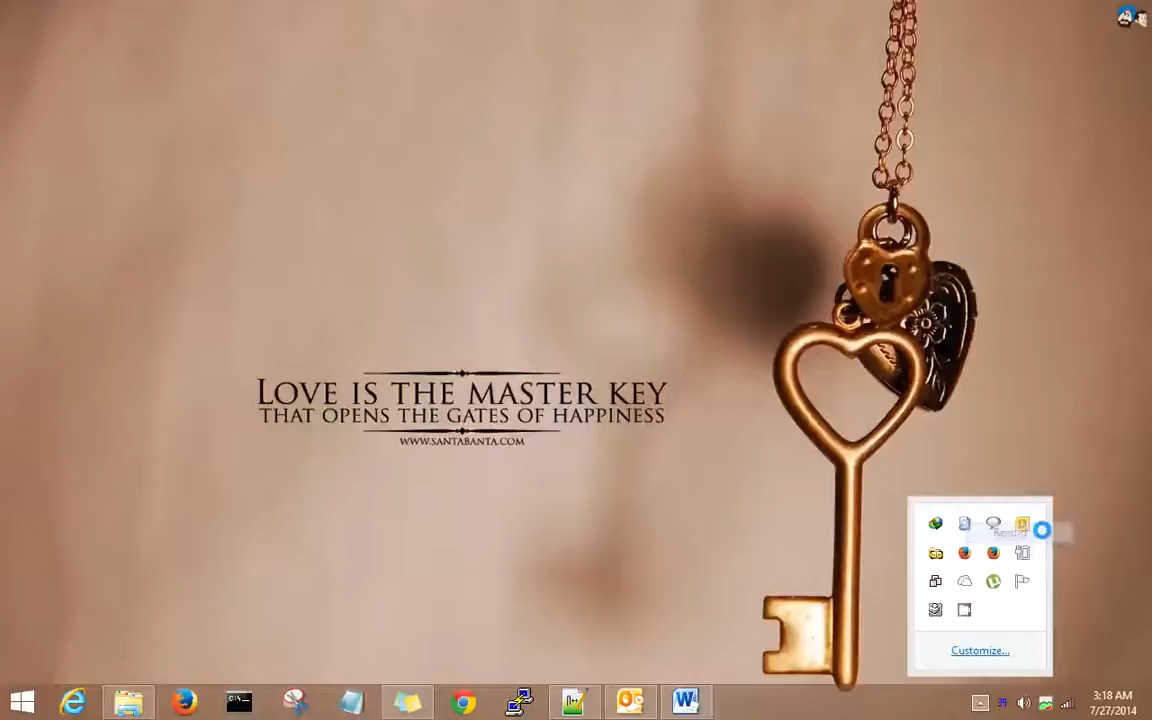 LOVE IS THE MASTER KEY
THAT OPENS THE GATES OF HAPPINESS
WWW.SANTABANTA.COM
Customize...
3:18 AM
7/27/2014